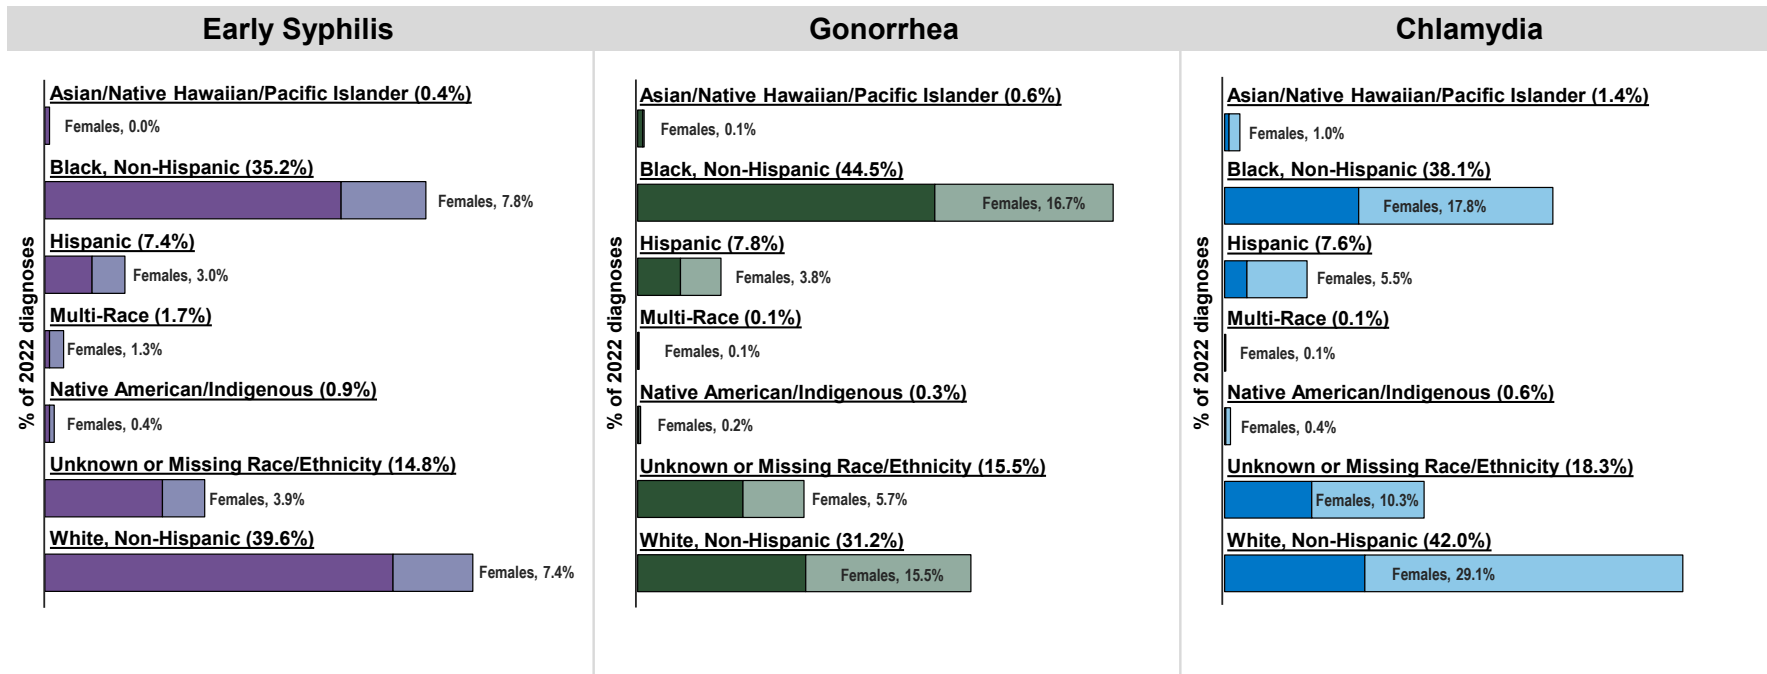 Early Syphilis
Gonorrhea
Chlamydia
% of 2022 diagnoses
Asian/Native Hawaiian/Pacific Islander (0.4%)
Females, 0.0%
Black, Non-Hispanic (35.2%)
Females, 7.8%
Hispanic (7.4%)
Females, 3.0%
Multi-Race (1.7%)
Females, 1.3%
Native American/Indigenous (0.9%)
Females, 0.4%
Unknown or Missing Race/Ethnicity (14.8%)
Females, 3.9%
White, Non-Hispanic (39.6%)
Females, 7.4%
% of 2022 diagnoses
Asian/Native Hawaiian/Pacific Islander (0.6%)
Females, 0.1%
Black, Non-Hispanic (44.5%)
Females, 16.7%
Hispanic (7.8%)
Females, 3.8%
Multi-Race (0.1%)
Females, 0.1%
Native American/Indigenous (0.3%)
Females, 0.2%
Unknown or Missing Race/Ethnicity (15.5%)
Females, 5.7%
White, Non-Hispanic (31.2%)
Females, 15.5%
% of 2022 diagnoses
Asian/Native Hawaiian/Pacific Islander (1.4%)
Females, 1.0%
Black, Non-Hispanic (38.1%)
Females, 17.8%
Hispanic (7.6%)
Females, 5.5%
Multi-Race (0.1%)
Females, 0.1%
Native American/Indigenous (0.6%)
Females, 0.4%
Unknown or Missing Race/Ethnicity (18.3%)
Females, 10.3%
White, Non-Hispanic (42.0%)
Females, 29.1%